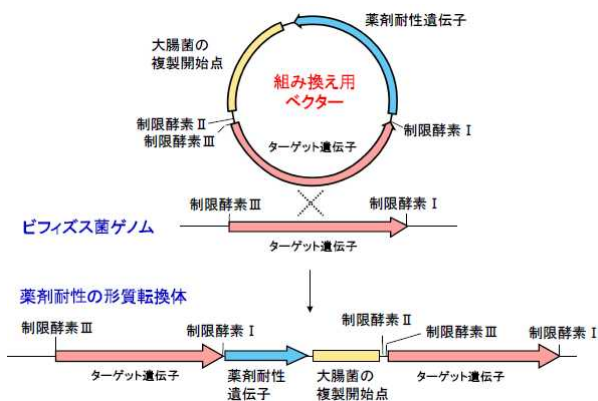 薬剤耐性遺伝子
大腸菌の
複製開始点
組み換え用
ベクター
制限酵素Ⅱ
制限酵素Ⅲ
制限酵素Ⅰ
ターゲット遺伝子
制限酵素Ⅲ
制限酵素Ⅰ
ビフィズス菌ゲノム
ターゲット遺伝子
薬剤耐性の形質転換体
制限酵素Ⅲ
制限酵素Ⅰ
制限酵素Ⅱ
制限酵素Ⅲ
制限酵素Ⅰ
ターゲット遺伝子
薬剤耐性
遺伝子
大腸菌の
複製開始点
ターゲット遺伝子